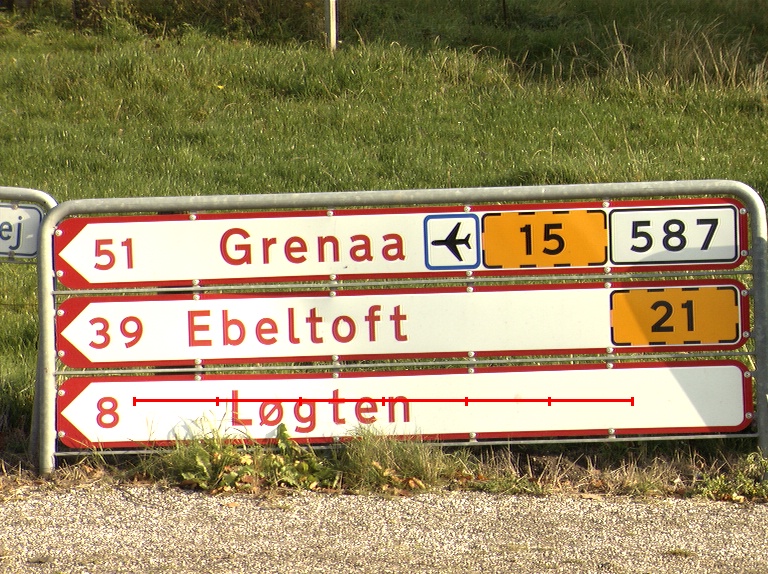 ej
51 Grenaa 15 587
39 Ebeltoft 21
8 Løgten